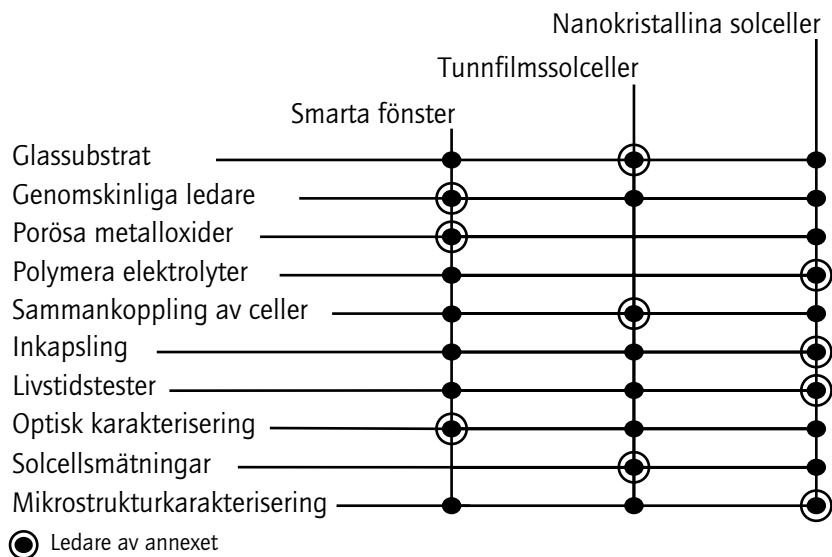 Nanokristallina solceller
Tunnfilmssolceller
Smarta fönster
Glassubstrat
Genomskinliga ledare
Porösa metalloxider
Polymera elektrolyter
Sammankoppling av celler
Inkapsling
Livstidstester
Optisk karakterisering
Solcellsmätningar
Mikrostrukturkarakterisering
Ledare av annexet